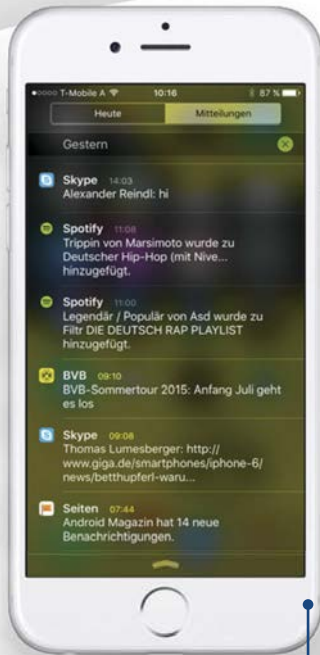 T-Mobile A 10:16 87 %
Heute Mitteilungen
Gestern
Skype 14:03
Alexander Reindl: hi
Spotify 11:08
Trippin von Marsimoto wurde zu
Deutscher Hip-Hop (mit Nive...
hinzugefügt.
Spotify 11:00
Legendär / Populär von Asd wurde zu
Filtr DIE DEUTSCH RAP PLAYLIST
hinzugefügt.
BVB 09:10
BVB-Sommertour 2015: Anfang Juli geht
es los
Skype 09:08
Thomas Lumesberger: http://
www.giga.de/smartphones/iphone-6/
news/betthupferl-waru...
Seiten 07:44
Android Magazin hat 14 neue
Benachrichtigungen.